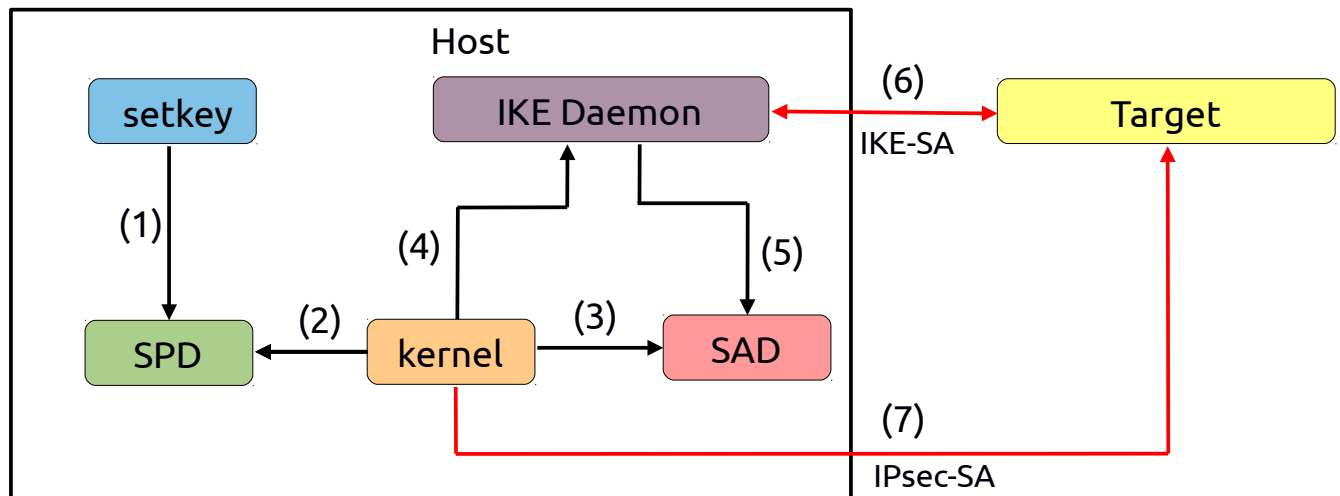 Host
setkey
IKE Daemon
(6)
Target
IKE-SA
(1)
(4)
(5)
(2)
(3)
SPD
kernel
SAD
(7)
IPsec-SA